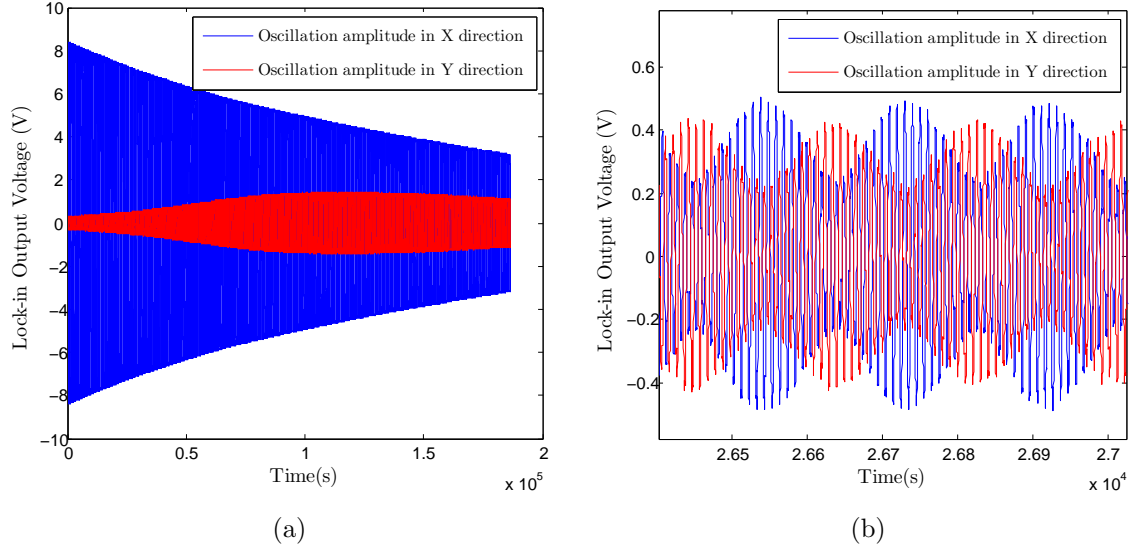 Oscillation amplitude in X direction
Oscillation amplitude in Y direction
Lock-in Output Voltage (V)
10
8
6
4
2
0
−2
−4
−6
−8
−10
0
0.5
1
1.5
2
x 10^5
Time(s)
(a)
Oscillation amplitude in X direction
Oscillation amplitude in Y direction
Lock-in Output Voltage (V)
0.6
0.4
0.2
0
−0.2
−0.4
2.65
2.66
2.67
2.68
2.69
2.7
x 10^4
Time(s)
(b)